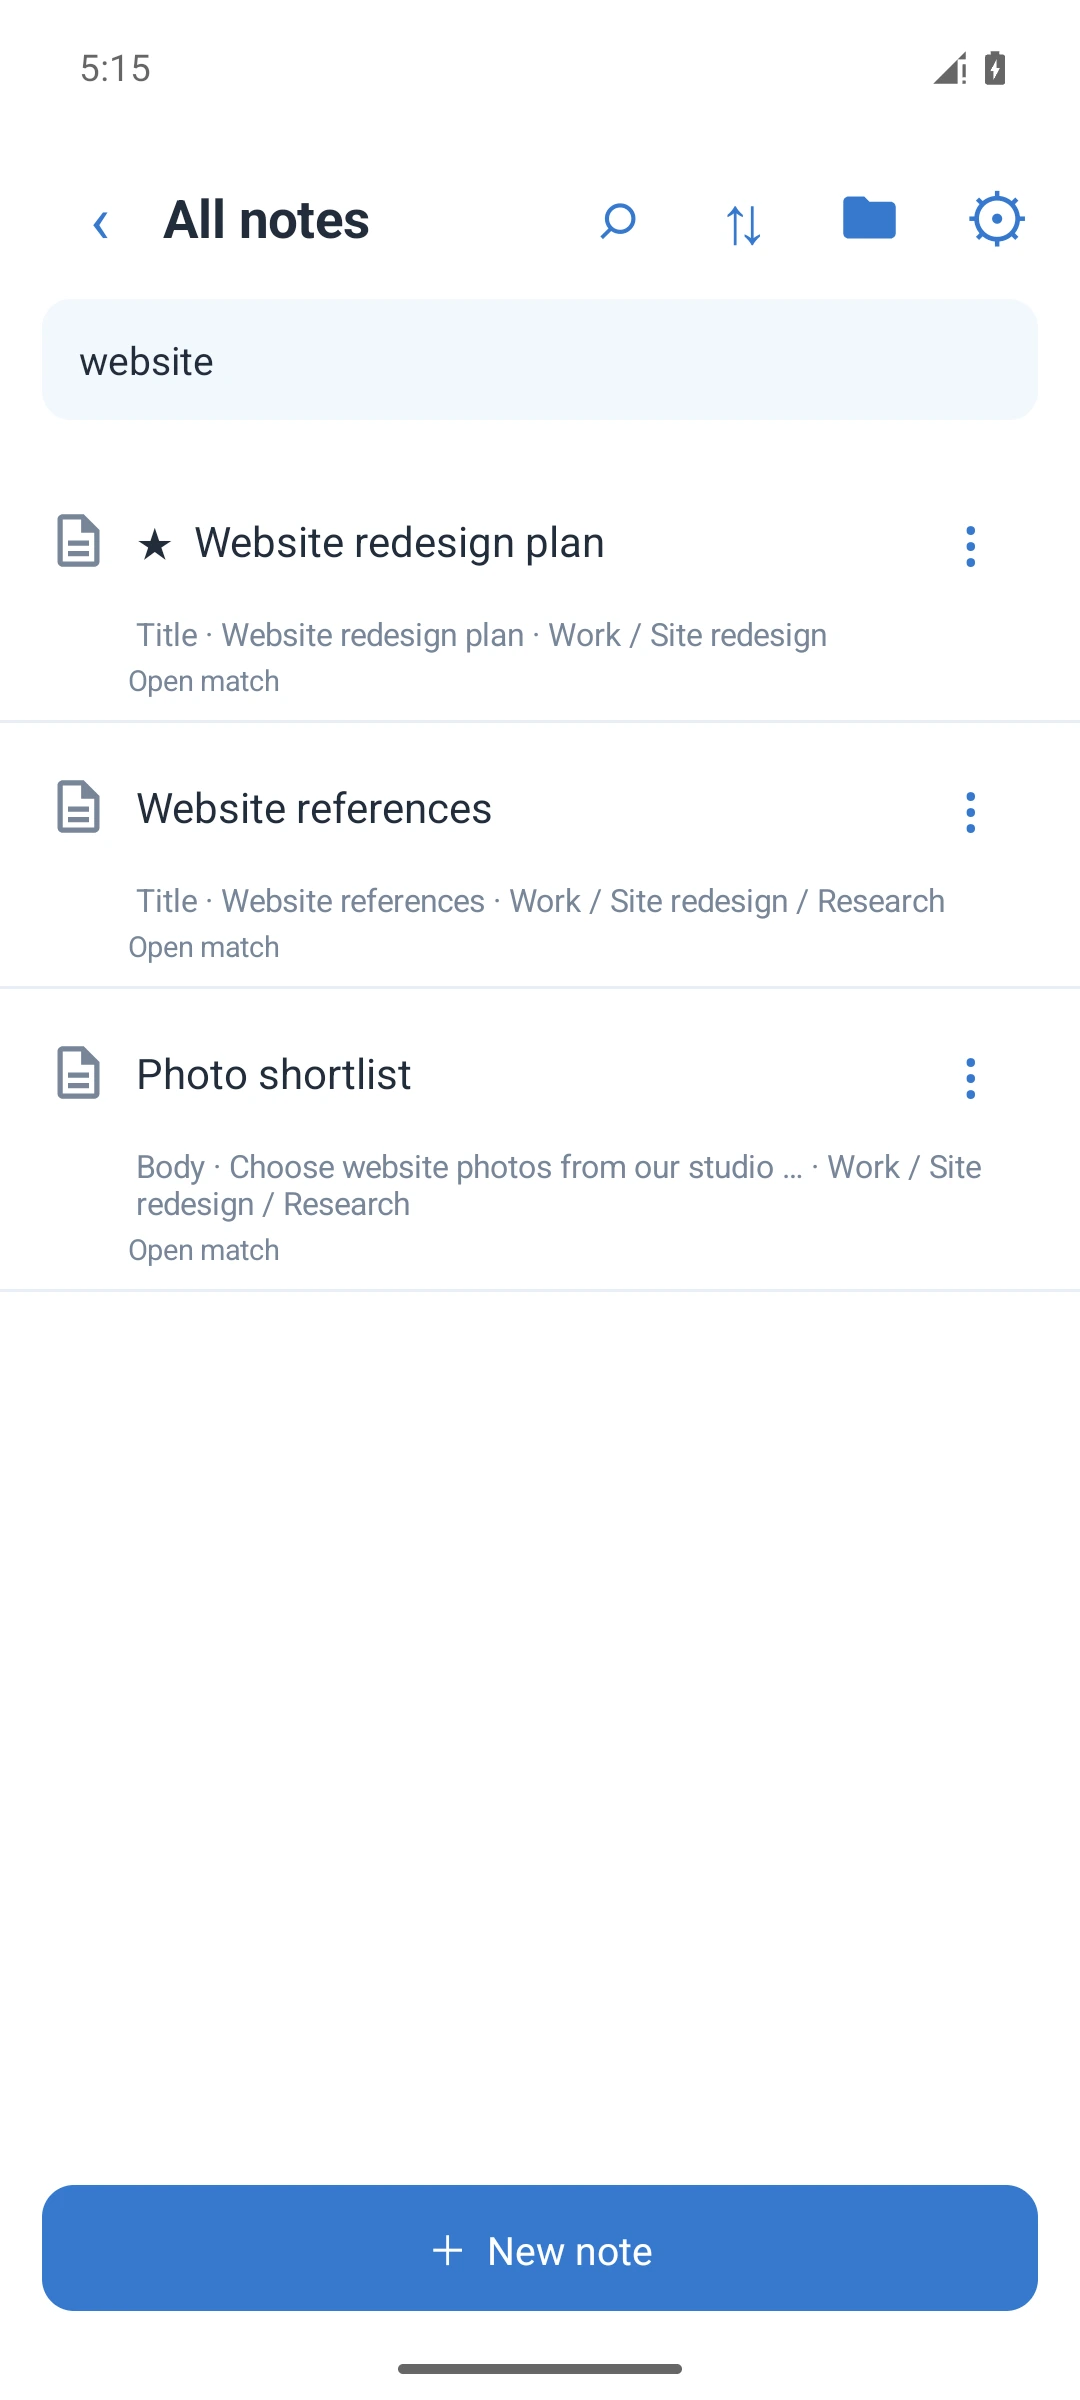 5:15
All notes
website
★ Website redesign plan
Title · Website redesign plan · Work / Site redesign
Open match
Website references
Title · Website references · Work / Site redesign / Research
Open match
Photo shortlist
Body · Choose website photos from our studio ... · Work / Site
redesign / Research
Open match
+ New note